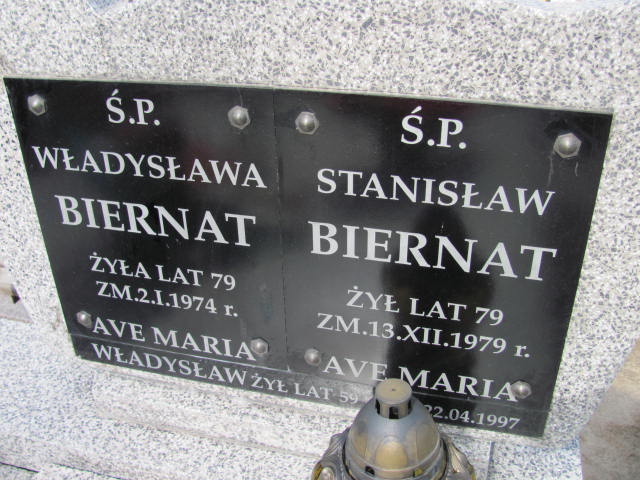 Ś.P.
WŁADYSŁAWA
BIERNAT
ŻYŁA LAT 79
ZM.2.I.1974 r.
AVE MARIA
Ś.P.
STANISŁAW
BIERNAT
ŻYŁ LAT 79
ZM.13.XII.1979 r.
AVE MARIA
WŁADYSŁAW ŻYŁ LAT 59 22.04.1997